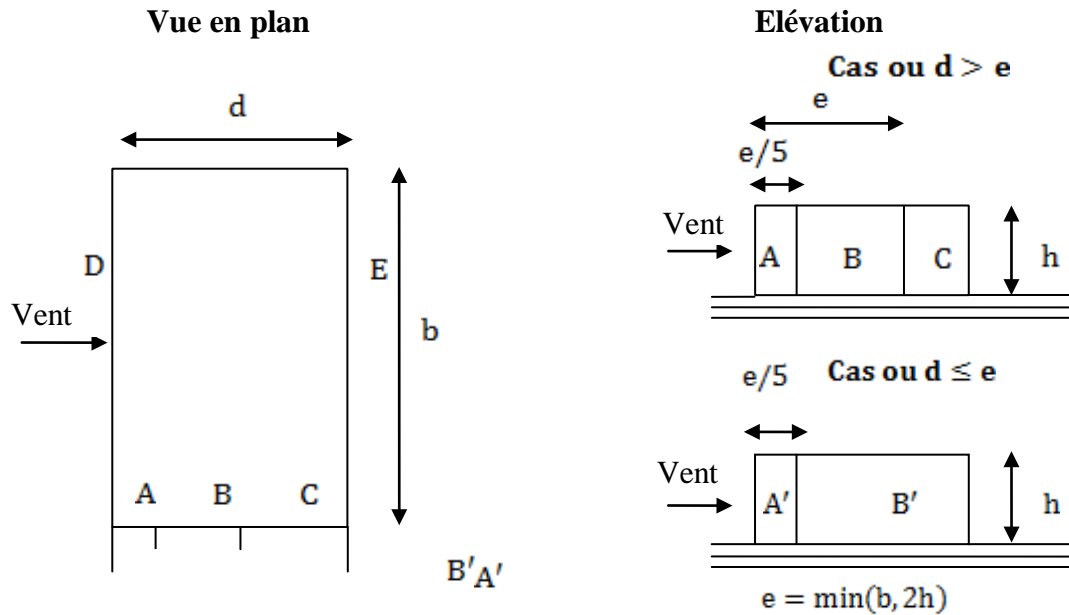 Vue en plan
d
D
E
Vent
b
A B C
B'A'
Elévation
Cas ou d > e
e
e/5
Vent
A B C
h
e/5 Cas ou d ≤ e
Vent
A' B'
h
e = min(b, 2h)